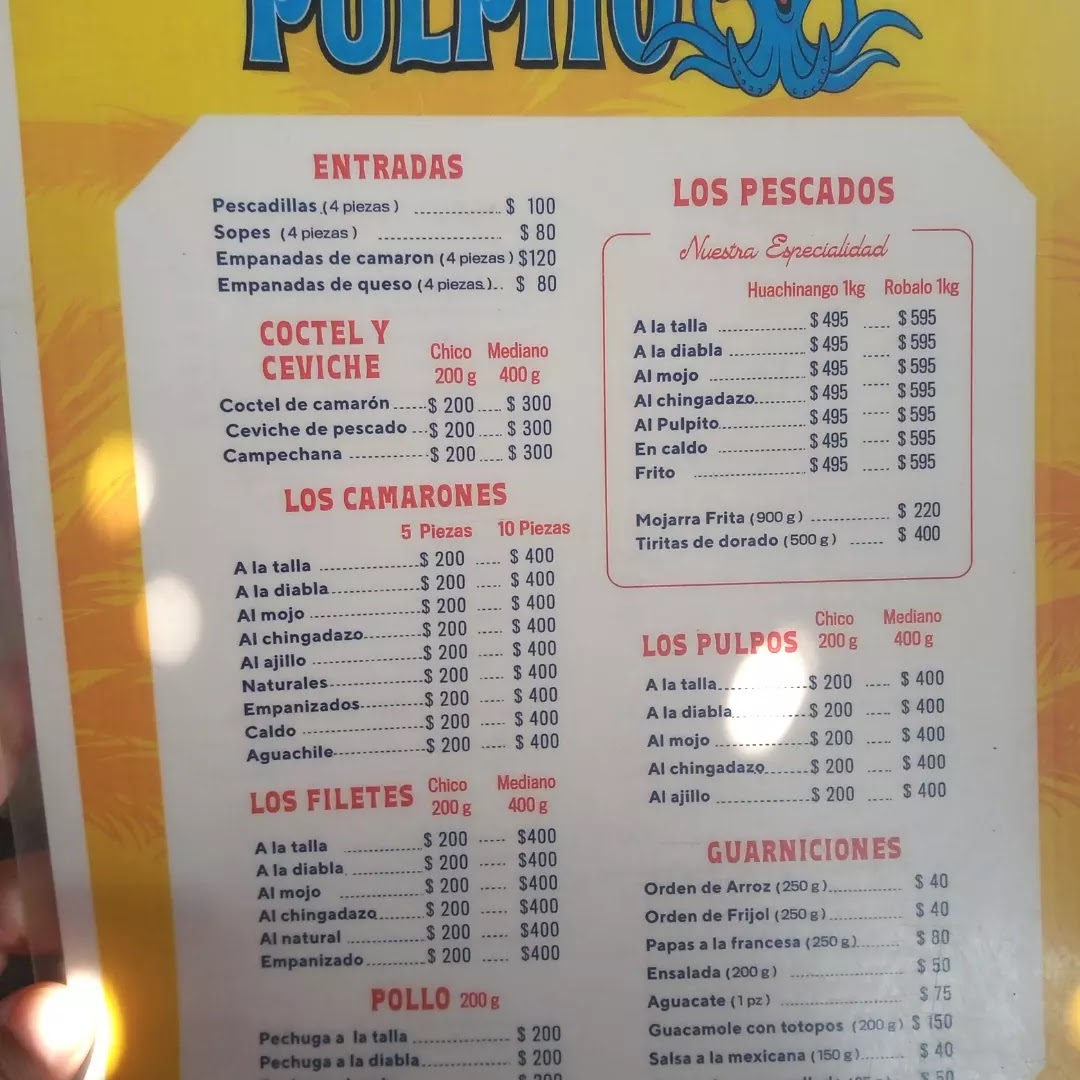 PULPITO
ENTRADAS
Pescadillas (4 piezas) $ 100
Sopes (4 piezas) $ 80
Empanadas de camaron (4 piezas) $120
Empanadas de queso (4 piezas) $ 80
COCTEL Y
CEVICHE
Chico Mediano
200 g 400 g
Coctel de camarón $ 200 $ 300
Ceviche de pescado $ 200 $ 300
Campechana $ 200 $ 300
LOS CAMARONES
5 Piezas 10 Piezas
A la talla $ 200 $ 400
A la diabla $ 200 $ 400
Al mojo $ 200 $ 400
Al chingadazo $ 200 $ 400
Al ajillo $ 200 $ 400
Naturales $ 200 $ 400
Empanizados $ 200 $ 400
Caldo $ 200 $ 400
Aguachile $ 200 $ 400
LOS FILETES
Chico Mediano
200 g 400 g
A la talla $ 200 $400
A la diabla $ 200 $400
Al mojo $ 200 $400
Al chingadazo $ 200 $400
Al natural $ 200 $400
Empanizado $ 200 $400
POLLO 200 g
Pechuga a la talla $ 200
Pechuga a la diabla $ 200
LOS PESCADOS
Nuestra Especialidad
Huachinango 1kg Robalo 1kg
A la talla $ 495 $ 595
A la diabla $ 495 $ 595
Al mojo $ 495 $ 595
Al chingadazo $ 495 $ 595
Al Pulpito $ 495 $ 595
En caldo $ 495 $ 595
Frito $ 495 $ 595
Mojarra Frita (900 g) $ 220
Tiritas de dorado (500 g) $ 400
LOS PULPOS
Chico Mediano
200 g 400 g
A la talla $ 200 $ 400
A la diabla $ 200 $ 400
Al mojo $ 200 $ 400
Al chingadazo $ 200 $ 400
Al ajillo $ 200 $ 400
GUARNICIONES
Orden de Arroz (250 g) $ 40
Orden de Frijol (250 g) $ 40
Papas a la francesa (250 g) $ 80
Ensalada (200 g) $ 50
Aguacate (1 pz) $ 75
Guacamole con totopos (200 g) $ 150
Salsa a la mexicana (150 g) $ 40
$ 50